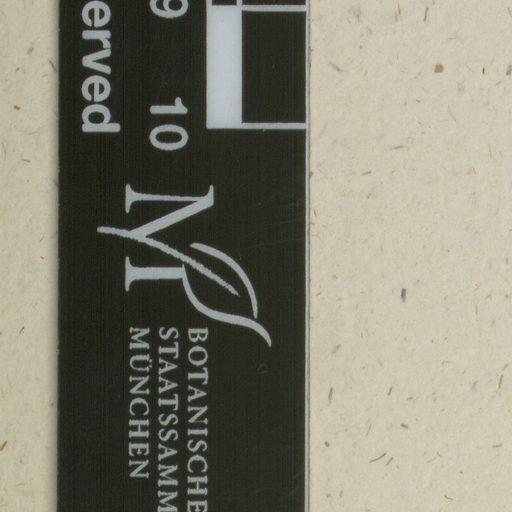 erved
9 10
M
BOTANISCHE
STAATSSAMM
MÜNCHEN